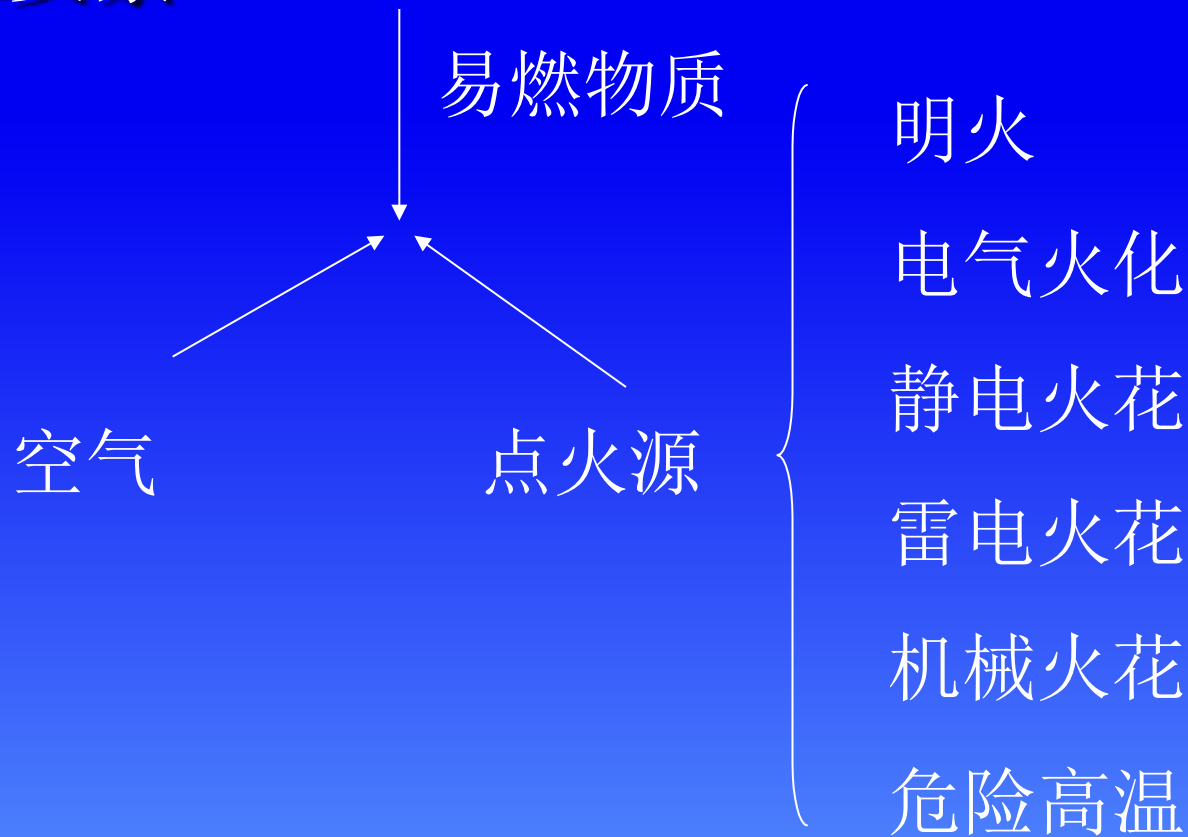 易燃物质
明火
电气火化
静电火花
空气
点火源
雷电火花
机械火花
危险高温